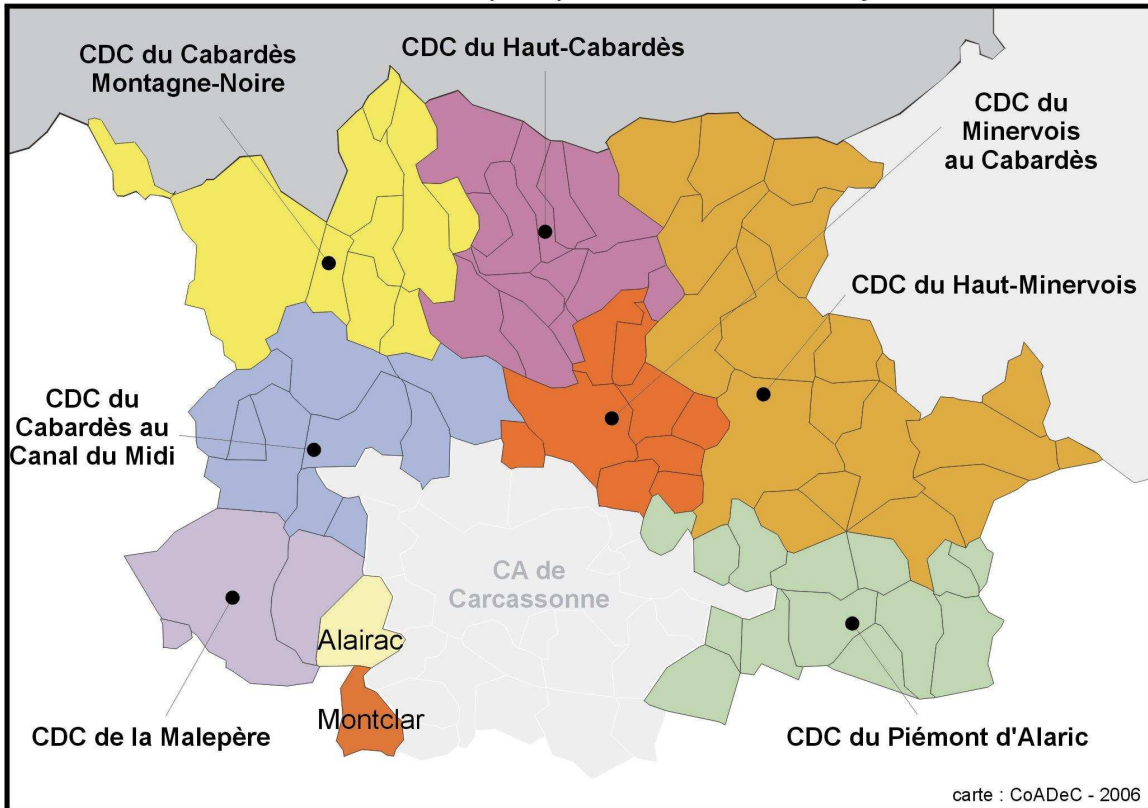 CDC du Cabardès
Montagne-Noire
CDC du Haut-Cabardès
CDC du
Minervois
au Cabardès
CDC du Haut-Minervois
CDC du
Cabardès au
Canal du Midi
CA de
Carcassonne
Alairac
Montclar
CDC de la Malepère
CDC du Piémont d'Alaric
carte : CoADeC - 2006